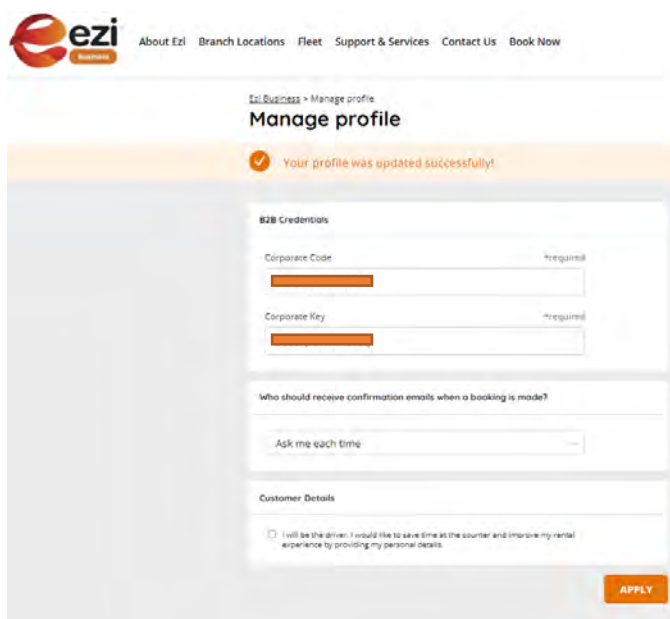 ezi
Business
About Ezi Branch Locations Fleet Support & Services Contact Us Book Now
Ezi Business > Manage profile
Manage profile
Your profile was updated successfully!
B2B Credentials
Corporate Code *required
Corporate Key *required
Who should receive confirmation emails when a booking is made?
Ask me each time
Customer Details
I will be the driver. I would like to save time at the counter and improve my rental
experience by providing my personal details.
APPLY